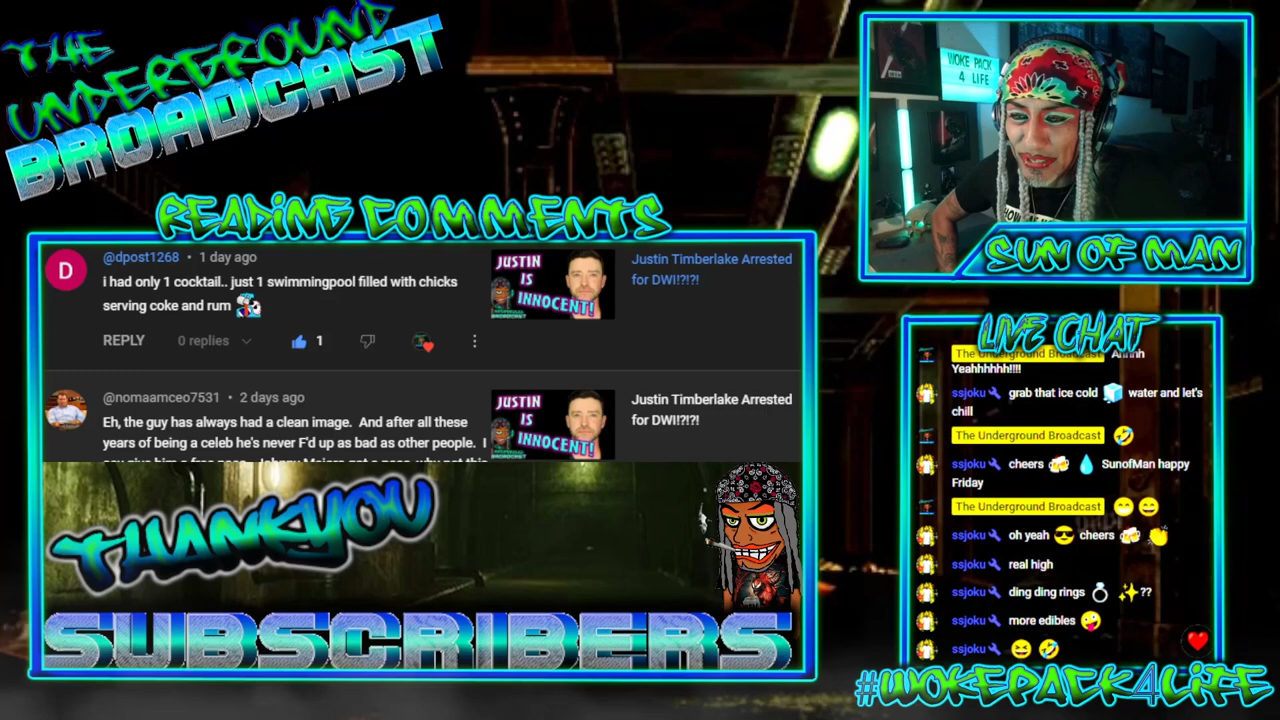 THE
UNDERGROUND
BROADCAST
READING COMMENTS
D
@dpost1268 • 1 day ago
i had only 1 cocktail.. just 1 swimmingpool filled with chicks
serving coke and rum
REPLY 0 replies 1
JUSTIN
IS
INNOCENT!
Justin Timberlake Arrested
for DWI!?!?!
@nomaamceo7531 • 2 days ago
Eh, the guy has always had a clean image. And after all these
years of being a celeb he's never F'd up as bad as other people. I
JUSTIN
IS
INNOCENT!
Justin Timberlake Arrested
for DWI!?!?!
THANKYOU
SUBSCRIBERS
WOKE PACK
4 LIFE
SUN OF MAN
LIVE CHAT
The Underground Broadcast Ahhhh
Yeahhhhhh!!!!
ssjoku grab that ice cold 🧊 water and let's
chill
The Underground Broadcast 🤣
ssjoku cheers 🍻 💧 SunofMan happy
Friday
The Underground Broadcast 😁 😄
ssjoku oh yeah 😎 cheers 🍻 👏
ssjoku real high
ssjoku ding ding rings 💍 ✨??
ssjoku more edibles 🤪
ssjoku 😆 🤣
#WOKEPACK4LIFE